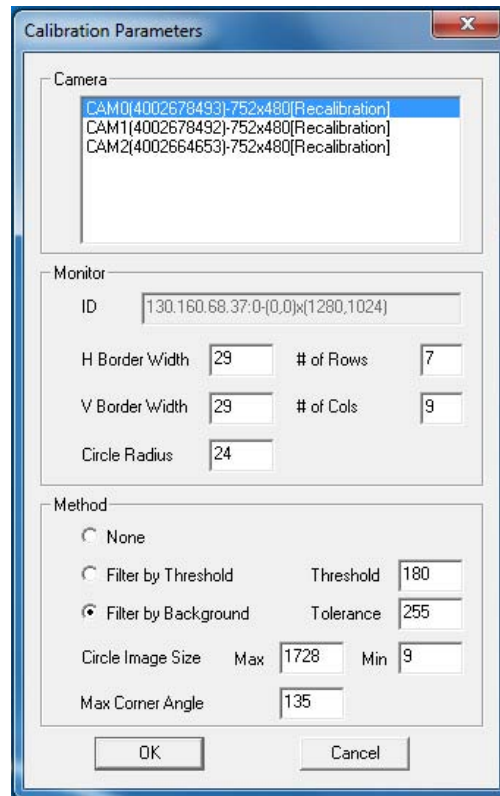 Calibration Parameters
Camera
CAM0(4002678493)-752x480[Recalibration]
CAM1(4002678492)-752x480[Recalibration]
CAM2(4002664653)-752x480[Recalibration]
Monitor
ID 130.160.68.37:0-(0,0)x(1280,1024)
H Border Width 29 # of Rows 7
V Border Width 29 # of Cols 9
Circle Radius 24
Method
None
Filter by Threshold Threshold 180
Filter by Background Tolerance 255
Circle Image Size Max 1728 Min 9
Max Corner Angle 135
OK Cancel